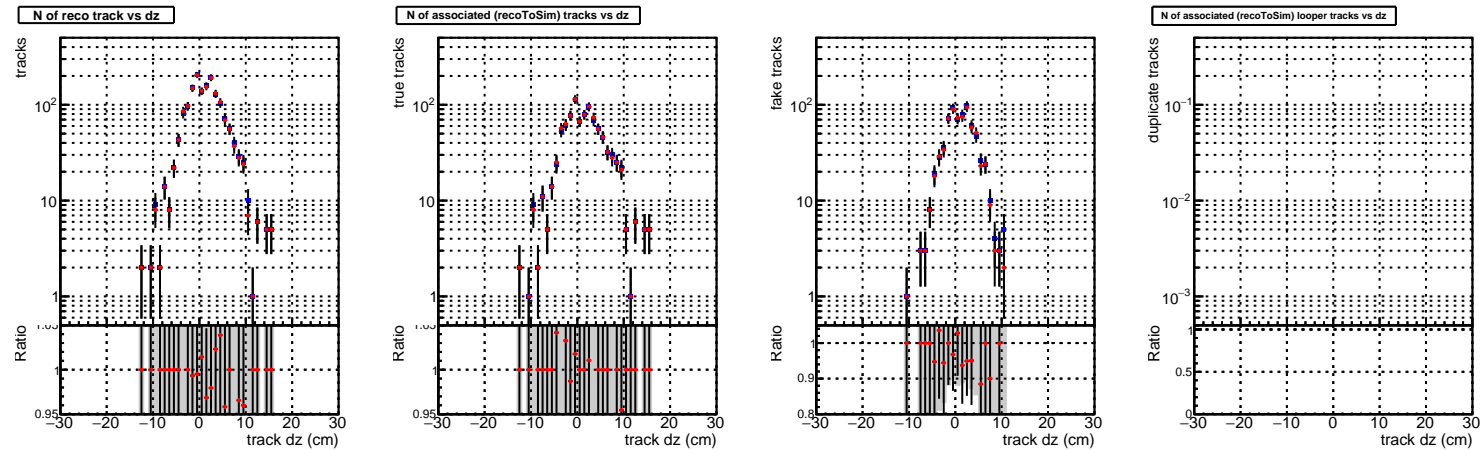 N of reco track vs dz
N of associated (recoToSim) tracks vs dz
N of associated (recoToSim) looper tracks vs dz
tracks
10²
10
1
Ratio
1
0.95
−30 −20 −10 0 10 20 30
track dz (cm)
true tracks
10²
10
1
Ratio
1
0.95
−30 −20 −10 0 10 20 30
track dz (cm)
fake tracks
10²
10
1
Ratio
1
0.9
0.8
−30 −20 −10 0 10 20 30
track dz (cm)
duplicate tracks
10⁻¹
10⁻²
10⁻³
Ratio
1
0.5
0
−30 −20 −10 0 10 20 30
track dz (cm)